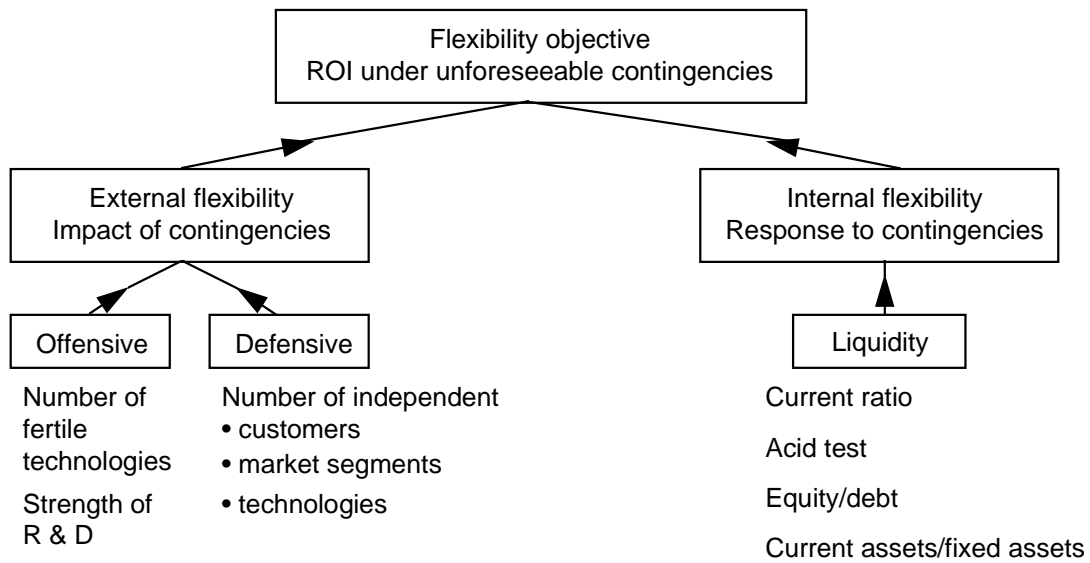 Flexibility objective
ROI under unforeseeable contingencies
External flexibility
Impact of contingencies
Internal flexibility
Response to contingencies
Offensive
Defensive
Liquidity
Number of
fertile
technologies
Strength of
R & D
Number of independent
• customers
• market segments
• technologies
Current ratio
Acid test
Equity/debt
Current assets/fixed assets